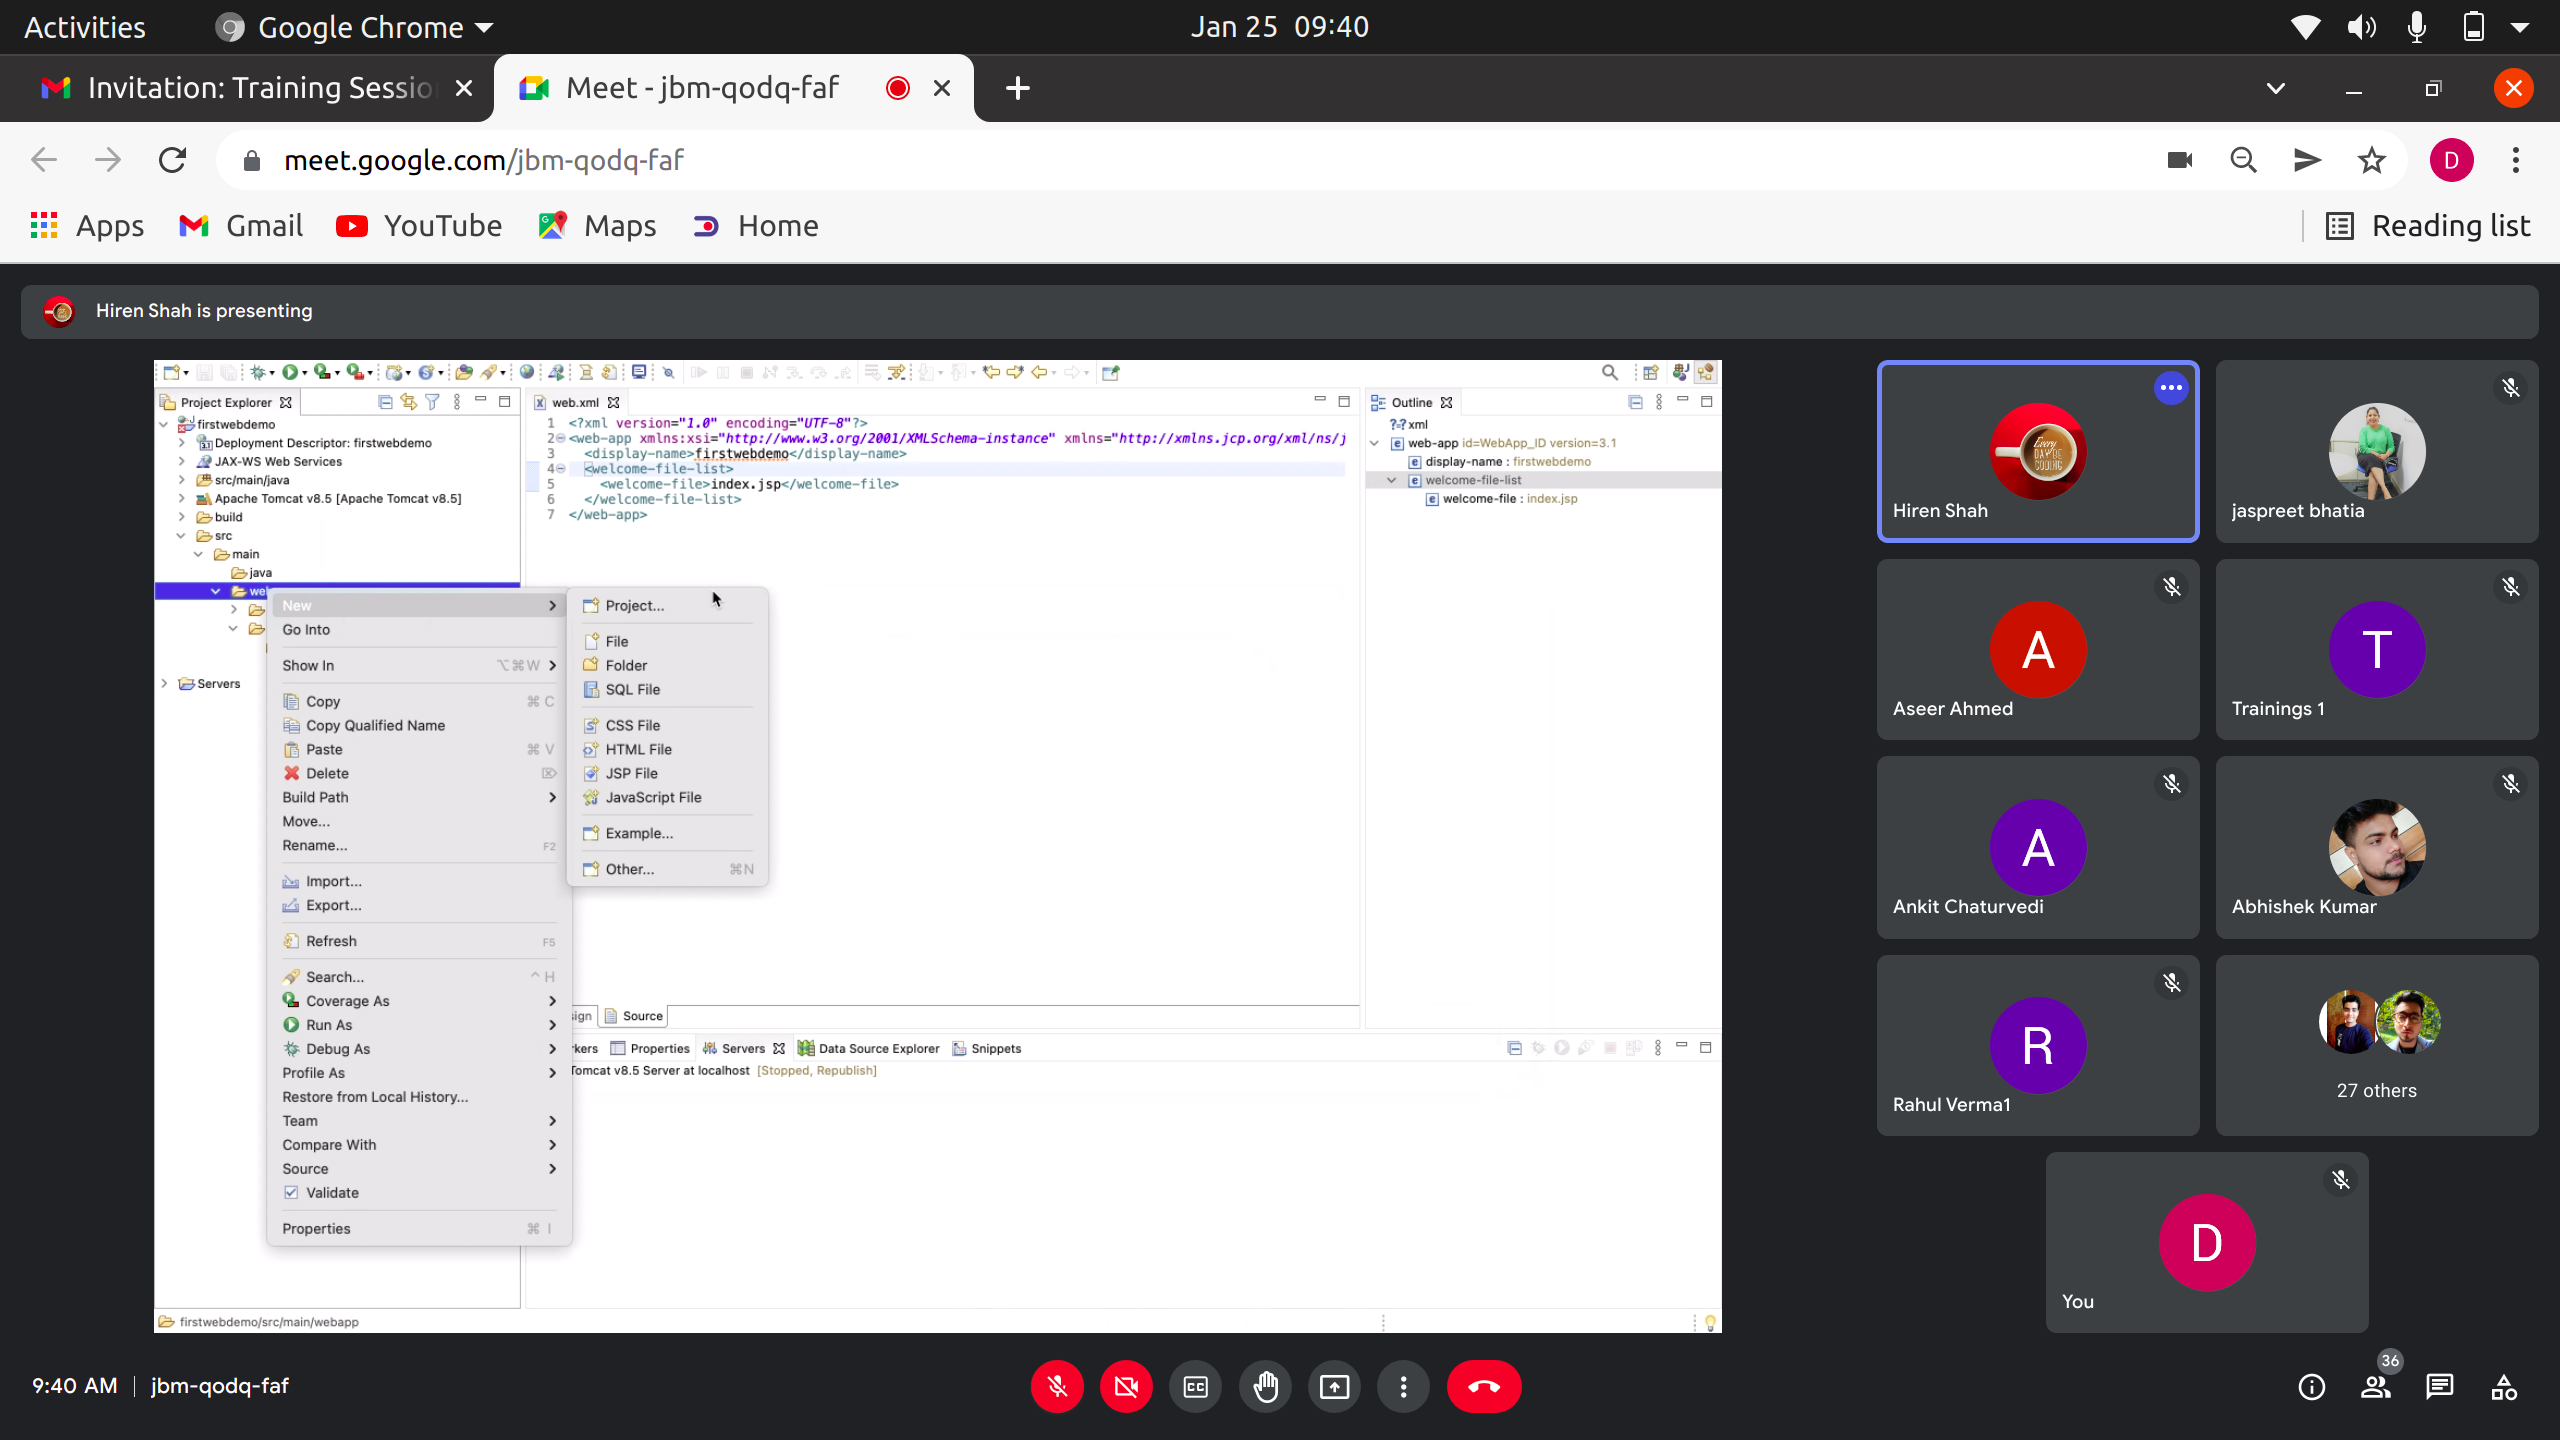 Activities
Google Chrome
Jan 25 09:40
Invitation: Training Sessio
Meet - jbm-qodq-faf
meet.google.com/jbm-qodq-faf
D
Apps
Gmail
YouTube
Maps
Home
Reading list
Hiren Shah is presenting
Project Explorer
firstwebdemo
Deployment Descriptor: firstwebdemo
JAX-WS Web Services
src/main/java
Apache Tomcat v8.5 [Apache Tomcat v8.5]
build
src
main
java
web
Servers
New
Go Into
Show In ⌥⌘W
Copy ⌘ C
Copy Qualified Name
Paste ⌘ V
Delete
Build Path
Move...
Rename... F2
Import...
Export...
Refresh F5
Search... ^ H
Coverage As
Run As
Debug As
Profile As
Restore from Local History...
Team
Compare With
Source
Validate
Properties ⌘ I
Project...
File
Folder
SQL File
CSS File
HTML File
JSP File
JavaScript File
Example...
Other... ⌘N
web.xml
1 <?xml version="1.0" encoding="UTF-8"?>
2 <web-app xmlns:xsi="http://www.w3.org/2001/XMLSchema-instance" xmlns="http://xmlns.jcp.org/xml/ns/j
3 <display-name>firstwebdemo</display-name>
4 <welcome-file-list>
5 <welcome-file>index.jsp</welcome-file>
6 </welcome-file-list>
7 </web-app>
ign
Source
Outline
?=? xml
web-app id=WebApp_ID version=3.1
display-name : firstwebdemo
welcome-file-list
welcome-file : index.jsp
kers
Properties
Servers
Data Source Explorer
Snippets
Tomcat v8.5 Server at localhost [Stopped, Republish]
firstwebdemo/src/main/webapp
Every
DAY BE
CODING
Hiren Shah
jaspreet bhatia
A
Aseer Ahmed
T
Trainings 1
A
Ankit Chaturvedi
Abhishek Kumar
R
Rahul Verma1
27 others
D
You
9:40 AM
jbm-qodq-faf
CC
36